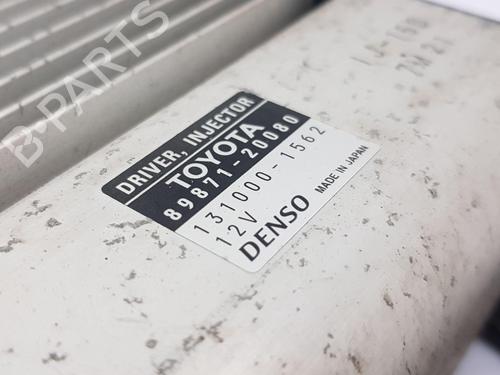 DRIVER, INJECTOR
TOYOTA
89871-20080
131000-1562
12V
DENSO MADE IN JAPAN
B-PARTS